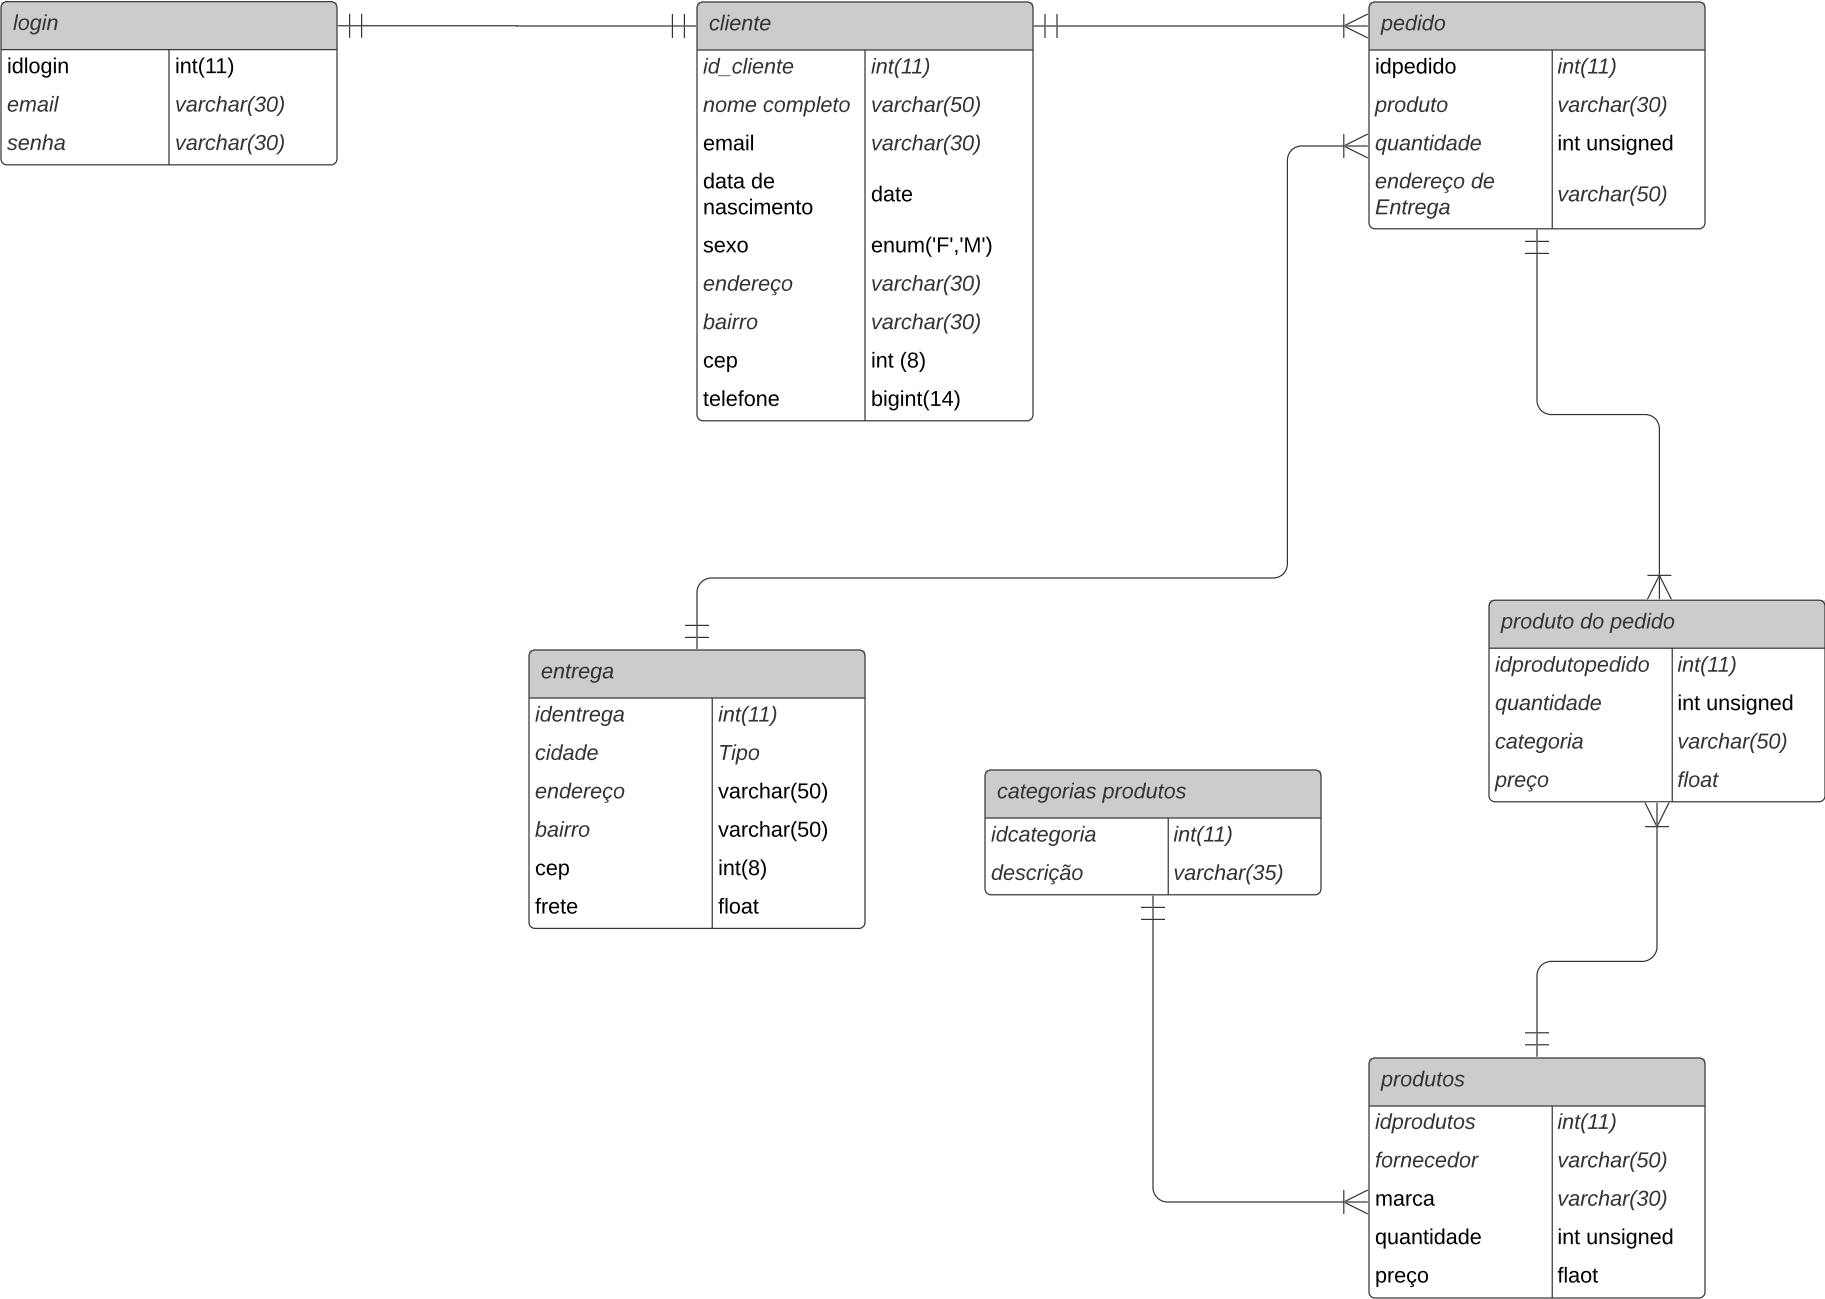 login
idlogin int(11)
email varchar(30)
senha varchar(30)
cliente
id_cliente int(11)
nome completo varchar(50)
email varchar(30)
data de
nascimento date
sexo enum('F','M')
endereço varchar(30)
bairro varchar(30)
cep int (8)
telefone bigint(14)
pedido
idpedido int(11)
produto varchar(30)
quantidade int unsigned
endereço de
Entrega varchar(50)
entrega
identrega int(11)
cidade Tipo
endereço varchar(50)
bairro varchar(50)
cep int(8)
frete float
categorias produtos
idcategoria int(11)
descrição varchar(35)
produto do pedido
idprodutopedido int(11)
quantidade int unsigned
categoria varchar(50)
preço float
produtos
idprodutos int(11)
fornecedor varchar(50)
marca varchar(30)
quantidade int unsigned
preço flaot